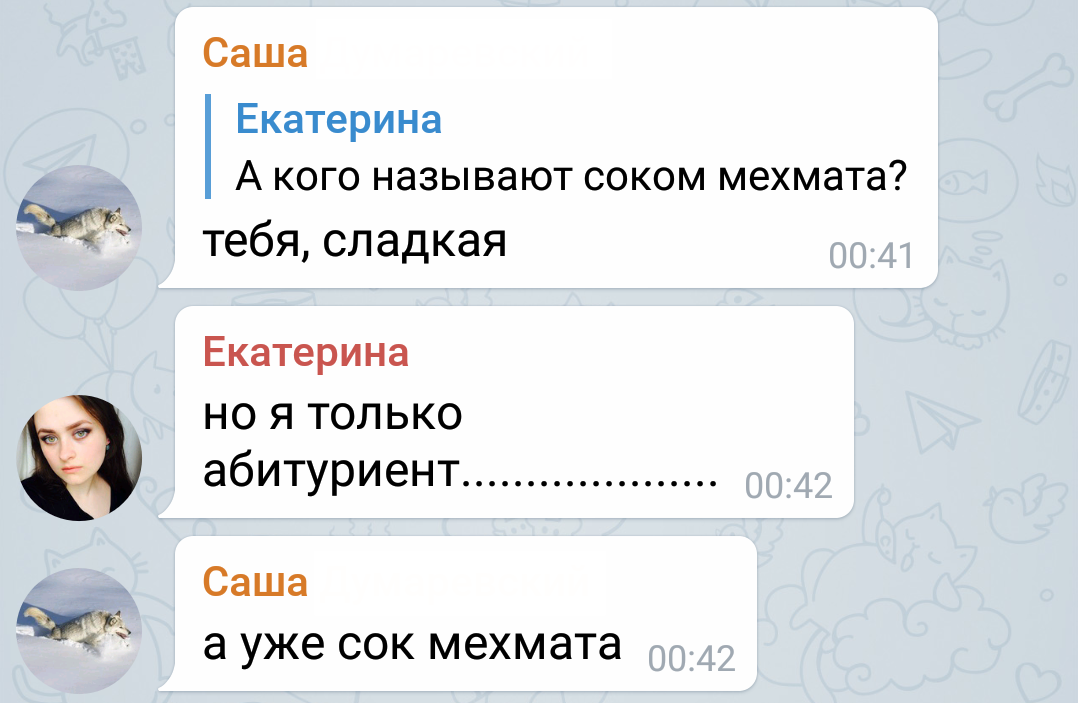 Саша
Екатерина
А кого называют соком мехмата?
тебя, сладкая
00:41
Екатерина
но я только
абитуриент....................
00:42
Саша
а уже сок мехмата
00:42